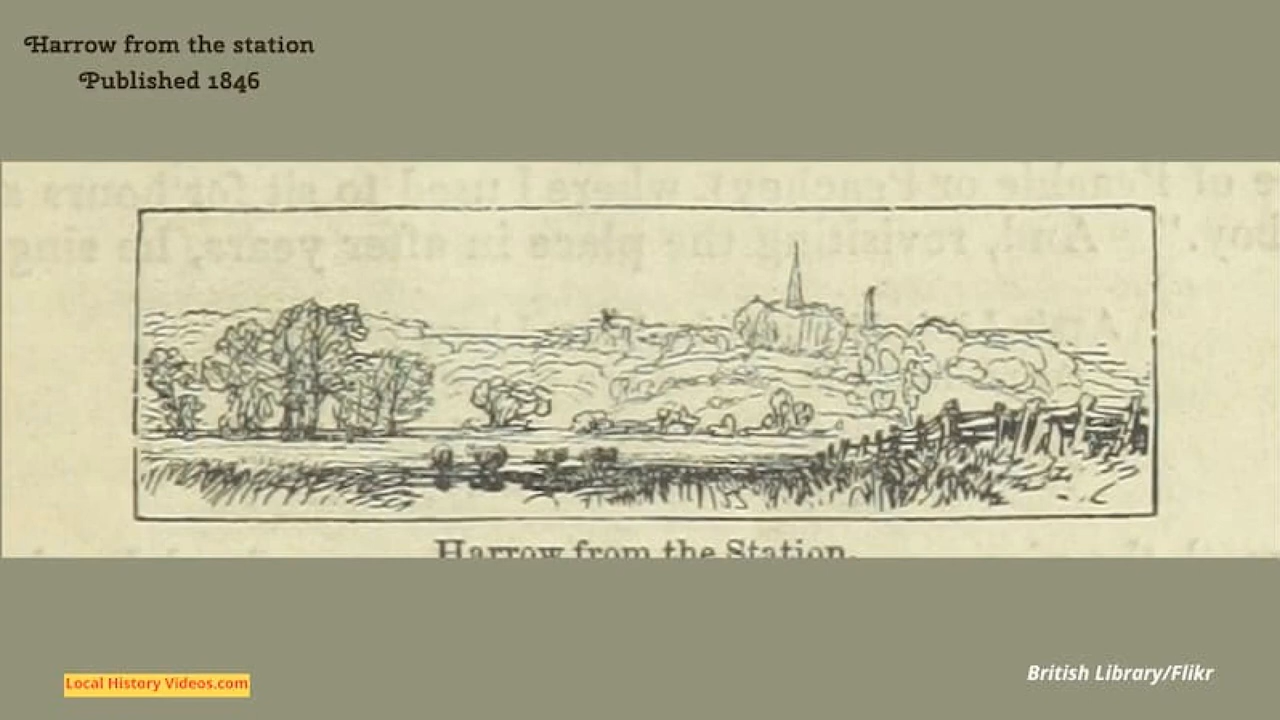 Harrow from the station
Published 1846
Harrow from the Station.
Local History Videos.com
British Library/Flikr